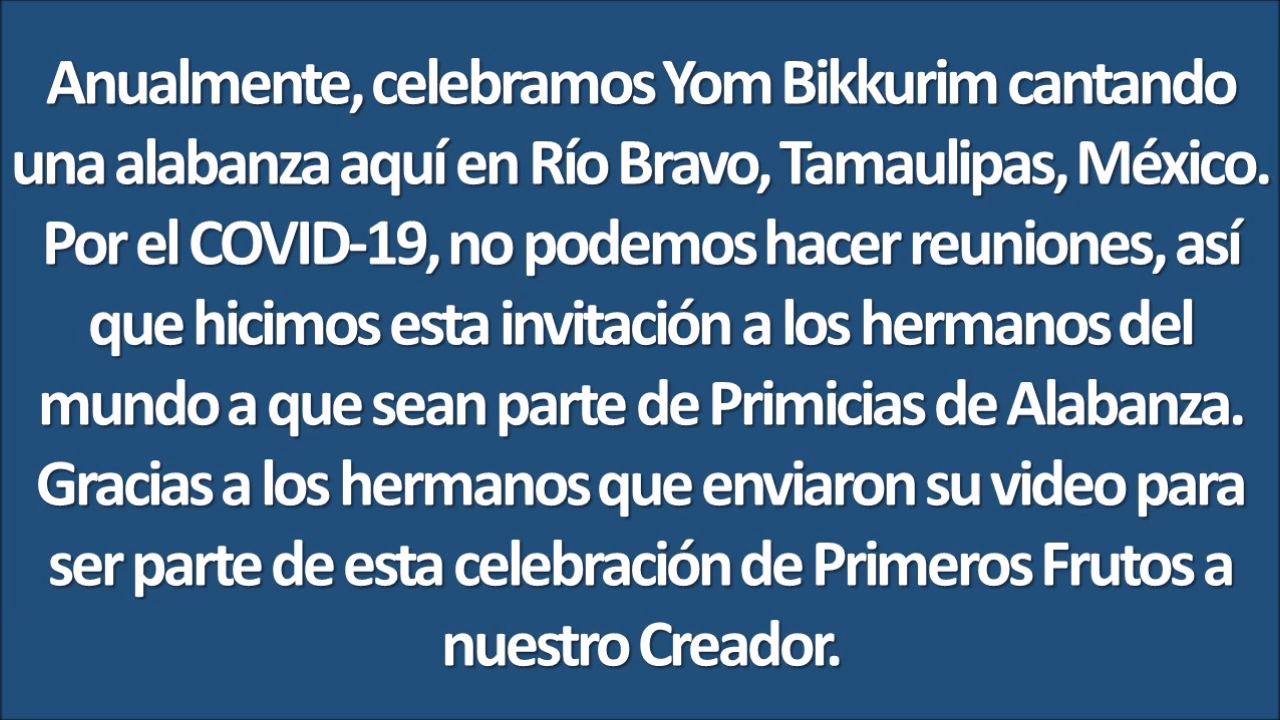 Anualmente, celebramos Yom Bikkurim cantando
una alabanza aquí en Río Bravo, Tamaulipas, México.
Por el COVID-19, no podemos hacer reuniones, así
que hicimos esta invitación a los hermanos del
mundo a que sean parte de Primicias de Alabanza.
Gracias a los hermanos que enviaron su video para
ser parte de esta celebración de Primeros Frutos a
nuestro Creador.